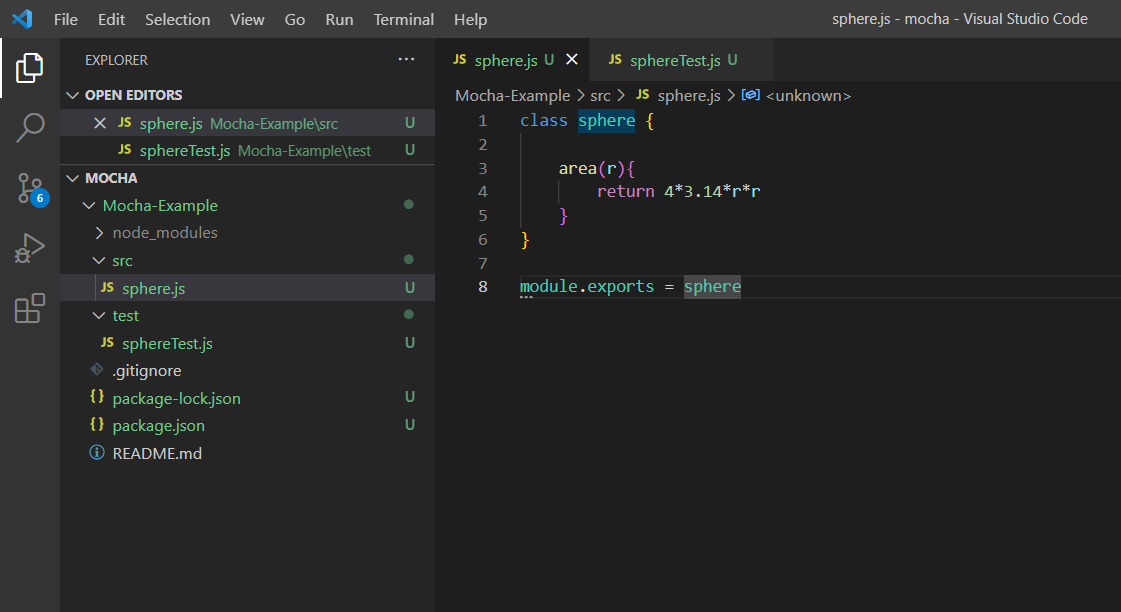 File Edit Selection View Go Run Terminal Help sphere.js - mocha - Visual Studio Code
EXPLORER ···
OPEN EDITORS
JS sphere.js Mocha-Example\src U
JS sphereTest.js Mocha-Example\test U
MOCHA
Mocha-Example
node_modules
src
JS sphere.js U
test
JS sphereTest.js U
.gitignore
{} package-lock.json U
{} package.json U
README.md
6
JS sphere.js U JS sphereTest.js U
Mocha-Example > src > JS sphere.js > <unknown>
1 class sphere {
2
3 area(r){
4 return 4*3.14*r*r
5 }
6 }
7
8 module.exports = sphere